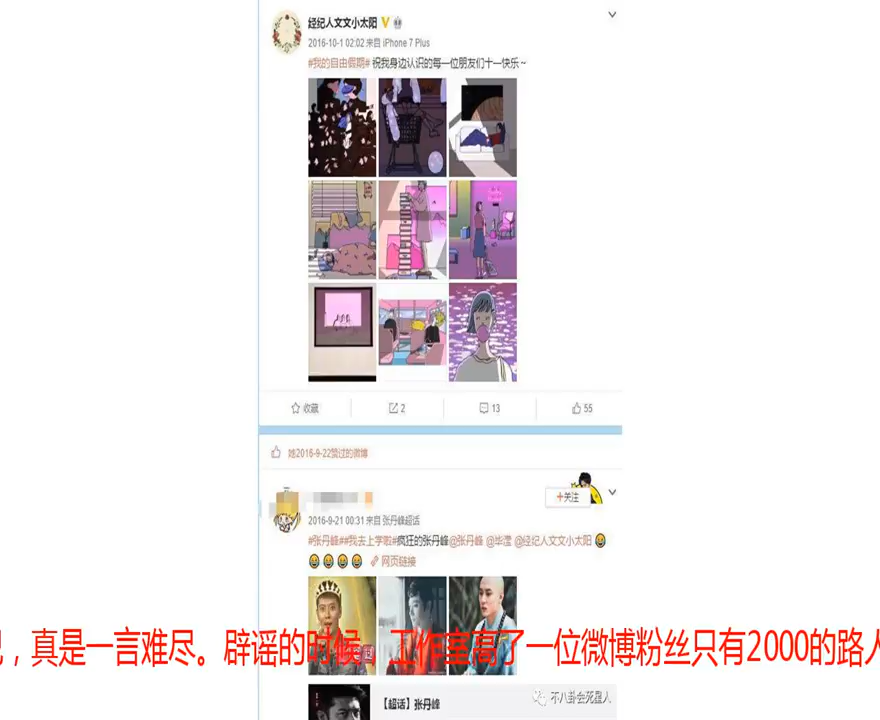 经纪人文文小太阳
2016-10-1 02:02 来自 iPhone 7 Plus
#我的自由假期# 祝我身边认识的每一位朋友们十一快乐~
收藏 2 13 55
她2016-9-22赞过的微博
+关注
2016-9-21 00:31 来自 张丹峰超话
#张丹峰##我去上学啦#疯狂的张丹峰@张丹峰 @毕滢 @经纪人文文小太阳
网页链接
，真是一言难尽。辟谣的时候，工作室高了一位微博粉丝只有2000的路人
【超话】张丹峰
不八卦会死星人